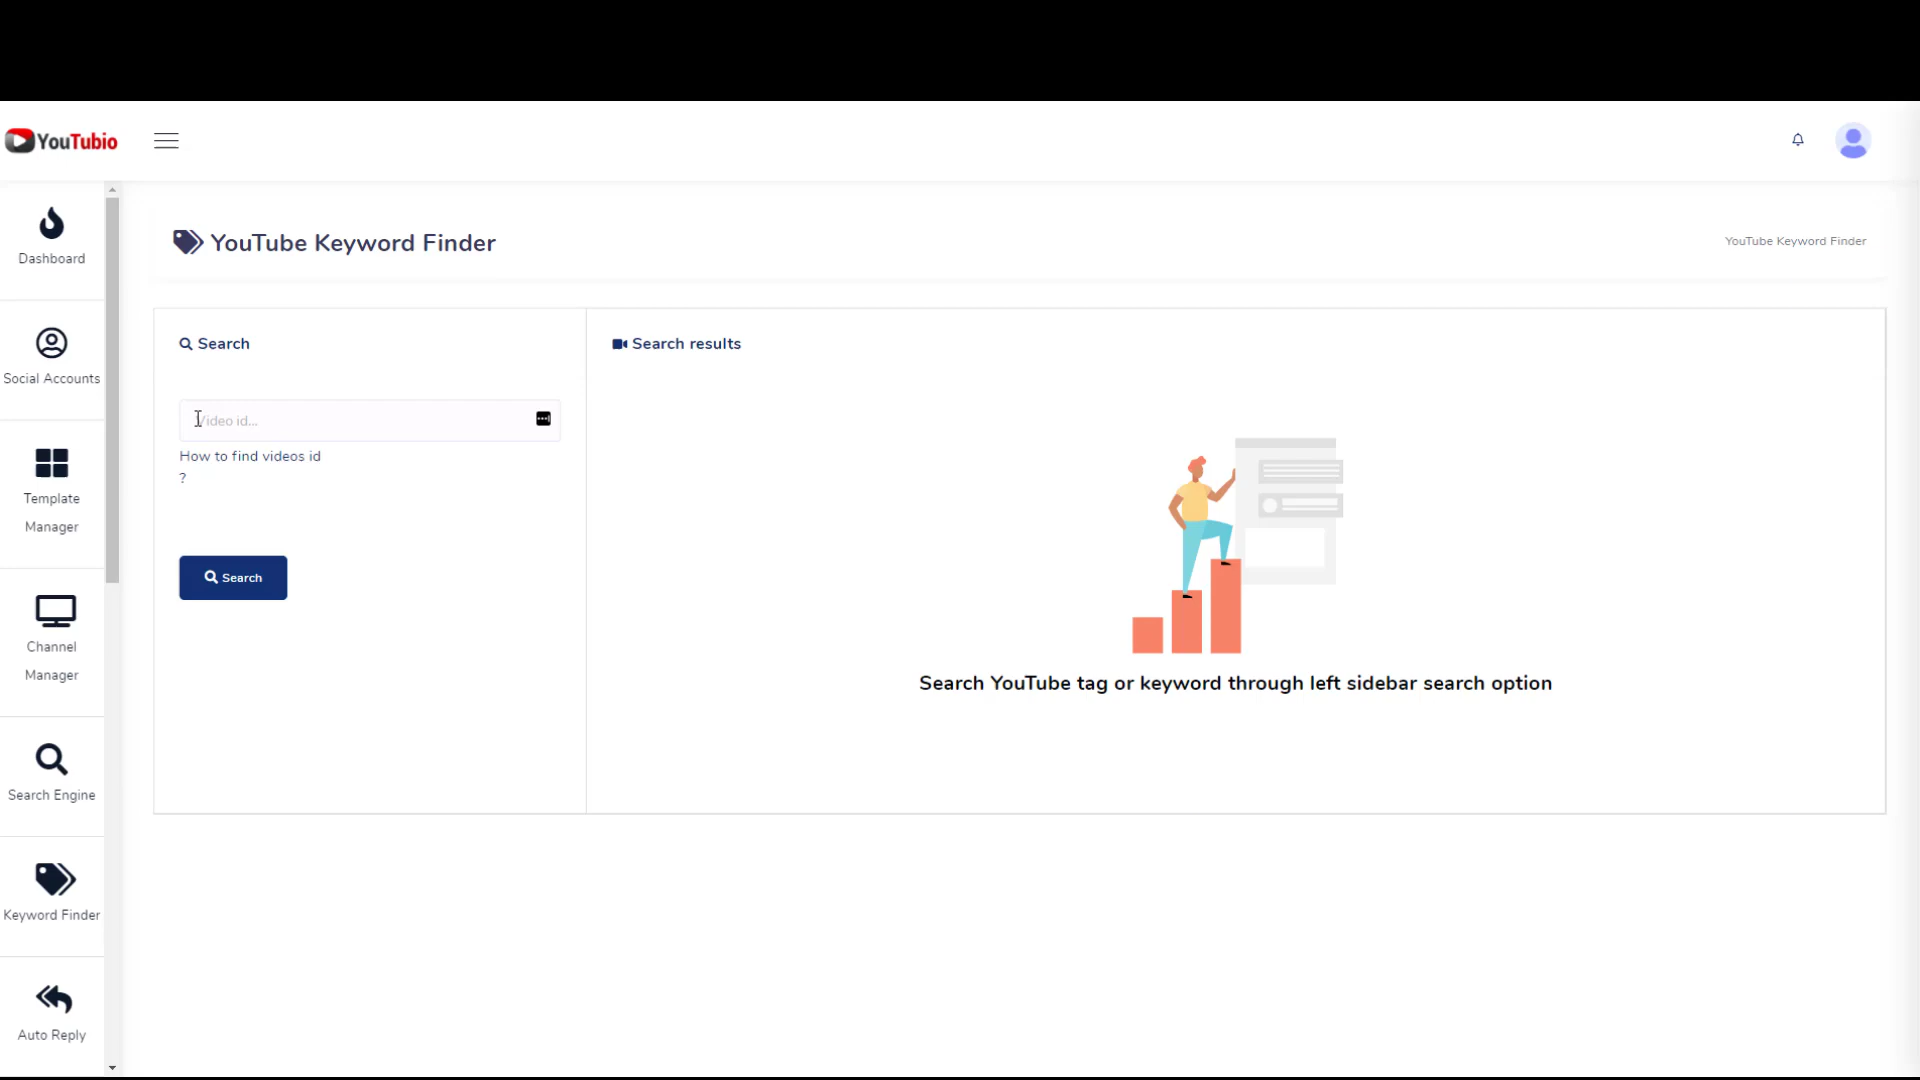 YouTubio
Dashboard
Social Accounts
Template
Manager
Channel
Manager
Search Engine
Keyword Finder
Auto Reply
YouTube Keyword Finder
YouTube Keyword Finder
Search
Video id...
How to find videos id
?
Search
Search results
Search YouTube tag or keyword through left sidebar search option